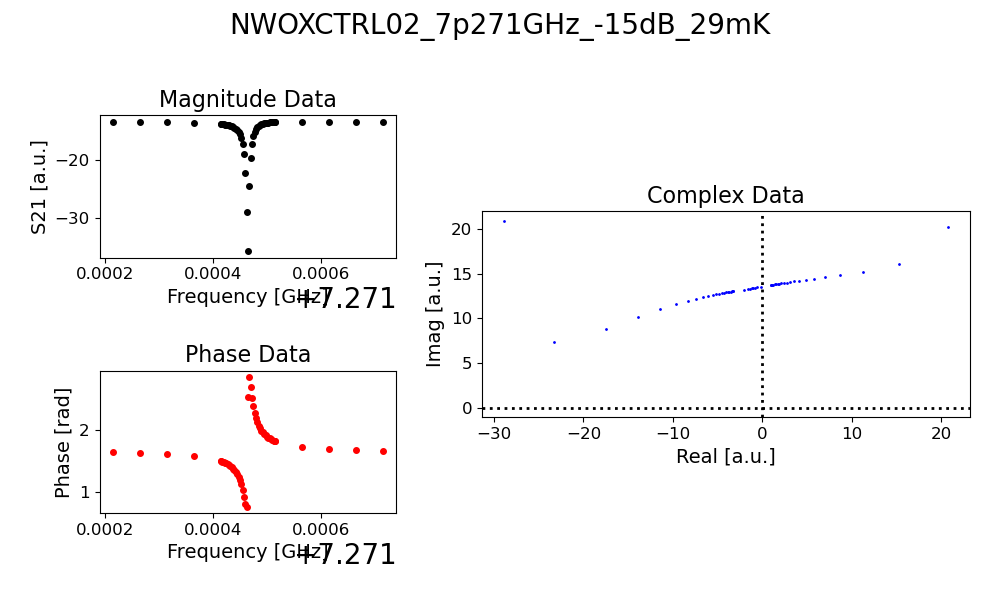 NWOXCTRL02_7p271GHz_-15dB_29mK
Magnitude Data
S21 [a.u.]
−20
−30
0.0002 0.0004 0.0006
Frequency [GHz]
+7.271
Phase Data
Phase [rad]
2
1
0.0002 0.0004 0.0006
Frequency [GHz]
+7.271
Complex Data
Imag [a.u.]
20
15
10
5
0
−30 −20 −10 0 10 20
Real [a.u.]